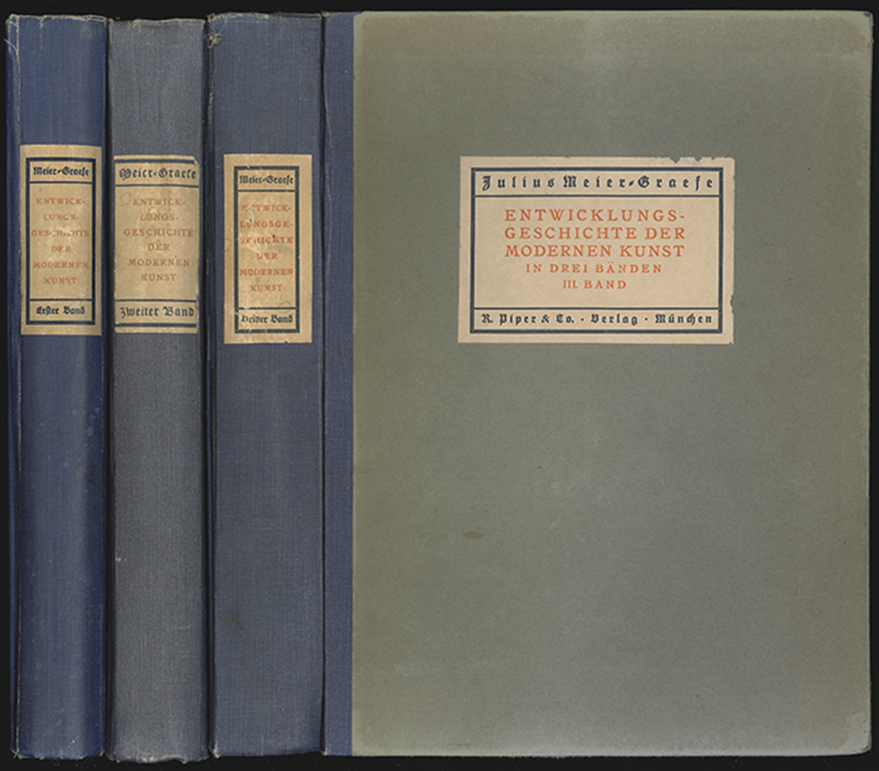 Meier-Graefe
ENTWICK-
LUNGS-
GESCHICHTE
DER
MODERNEN
KUNST
Erster Band
Meier-Graefe
ENTWICK-
LUNGS-
GESCHICHTE
DER
MODERNEN
KUNST
Zweiter Band
Meier-Graefe
ENTWICK-
LUNGSGE-
SCHICHTE
DER
MODERNEN
KUNST
Dritter Band
Julius Meier-Graefe
ENTWICKLUNGS-
GESCHICHTE DER
MODERNEN KUNST
IN DREI BÄNDEN
III. BAND
R. Piper & Co. · Verlag · München